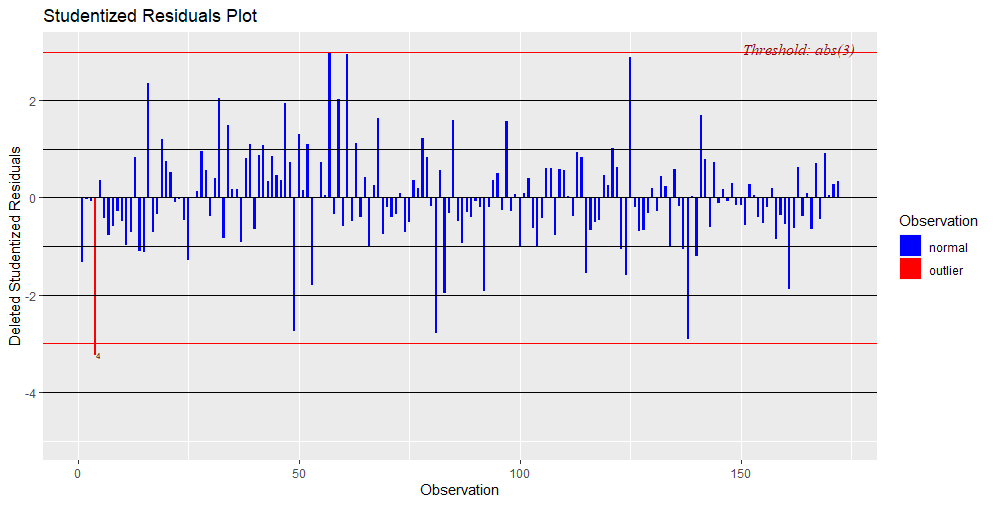 Studentized Residuals Plot
Threshold: abs(3)
Deleted Studentized Residuals
2
0
-2
-4
4
0
50
100
150
Observation
Observation
normal
outlier